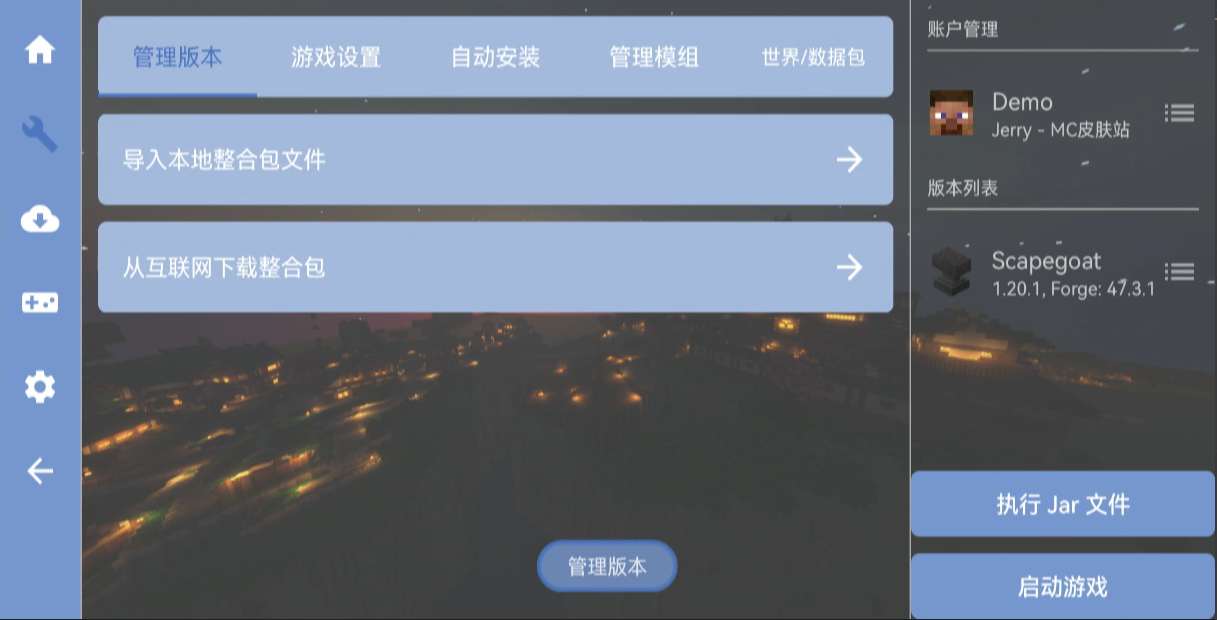 管理版本
游戏设置
自动安装
管理模组
世界/数据包
导入本地整合包文件
从互联网下载整合包
管理版本
账户管理
Demo
Jerry - MC皮肤站
版本列表
Scapegoat
1.20.1, Forge: 47.3.1
执行 Jar 文件
启动游戏